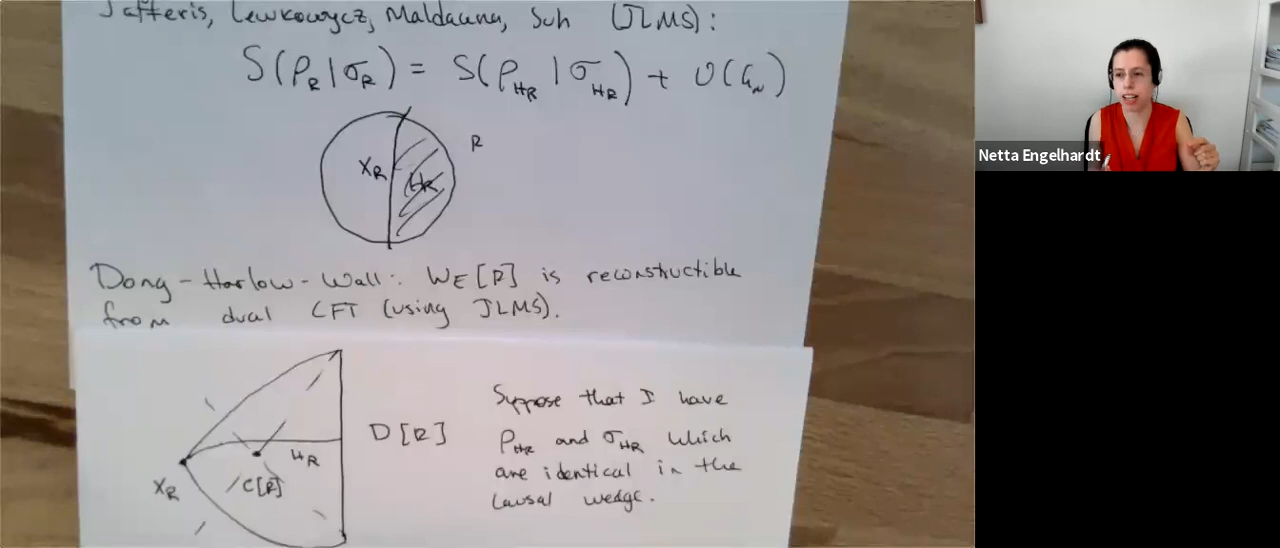 Jafferis, Lewkowycz, Maldacena, Suh (JLMS):
S(ρ_R|σ_R) = S(ρ_{H_R}|σ_{H_R}) + O(G_N)
R
X_R
H_R
Dong-Harlow-Wall: W_E[R] is reconstructible
from dual CFT (using JLMS).
D[R]
H_R
X_R
C[R]
Suppose that I have
ρ_{H_R} and σ_{H_R} which
are identical in the
causal wedge.
Netta Engelhardt